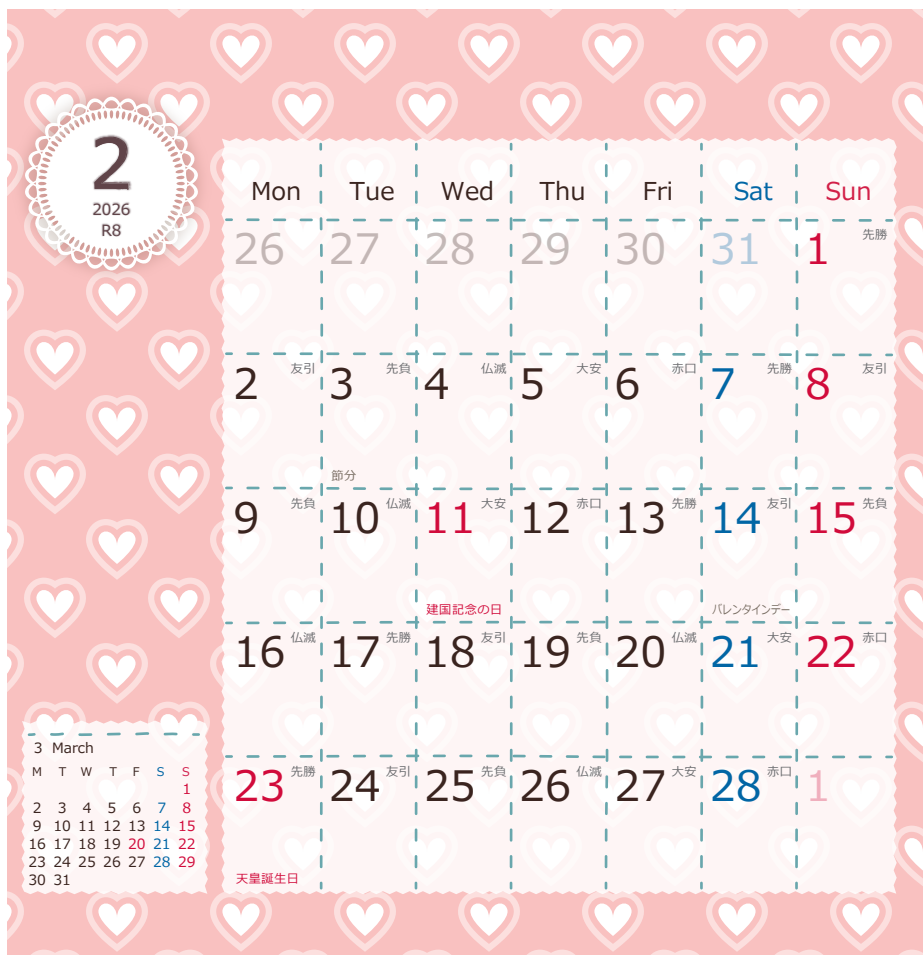 2
2026
R8
Mon Tue Wed Thu Fri Sat Sun
26 27 28 29 30 31 1 先勝
2 友引 3 先負 4 仏滅 5 大安 6 赤口 7 先勝 8 友引
節分
9 先負 10 仏滅 11 大安 12 赤口 13 先勝 14 友引 15 先負
建国記念の日 バレンタインデー
16 仏滅 17 先勝 18 友引 19 先負 20 仏滅 21 大安 22 赤口
23 先勝 24 友引 25 先負 26 仏滅 27 大安 28 赤口 1
天皇誕生日
3 March
M T W T F S S
1
2 3 4 5 6 7 8
9 10 11 12 13 14 15
16 17 18 19 20 21 22
23 24 25 26 27 28 29
30 31